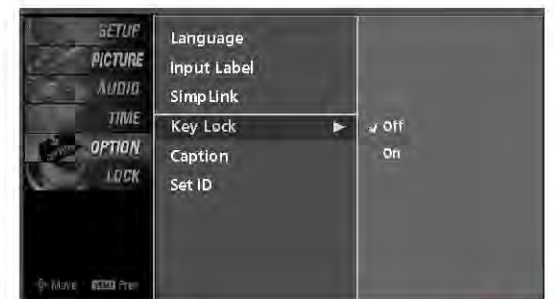 SETUP
PICTURE
AUDIO
TIME
OPTION
LOCK
Move MENU Prev
Language
Input Label
SimpLink
Key Lock
Caption
Set ID
Off
On